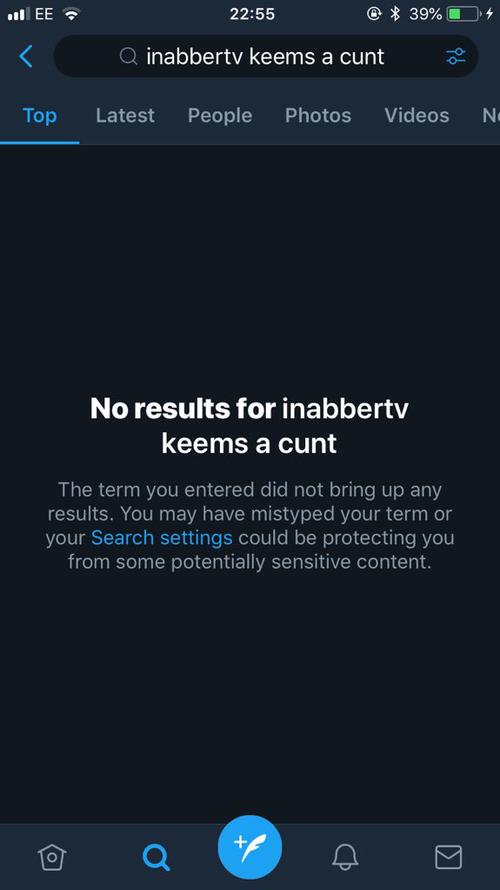 EE 22:55 39%
inabbertv keems a cunt
Top Latest People Photos Videos Ne
No results for inabbertv
keems a cunt
The term you entered did not bring up any
results. You may have mistyped your term or
your Search settings could be protecting you
from some potentially sensitive content.